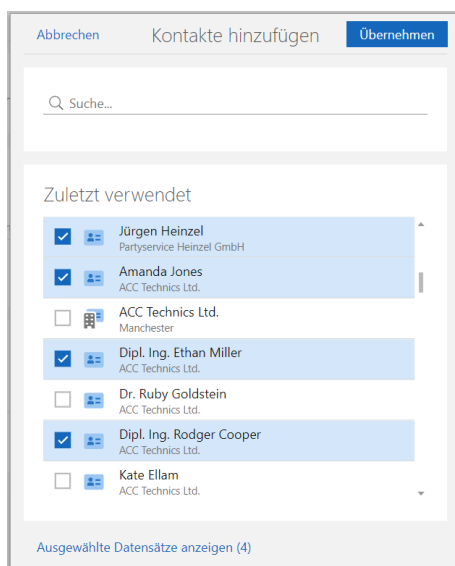 Abbrechen Kontakte hinzufügen Übernehmen
Suche...
Zuletzt verwendet
Jürgen Heinzel
Partyservice Heinzel GmbH
Amanda Jones
ACC Technics Ltd.
ACC Technics Ltd.
Manchester
Dipl. Ing. Ethan Miller
ACC Technics Ltd.
Dr. Ruby Goldstein
ACC Technics Ltd.
Dipl. Ing. Rodger Cooper
ACC Technics Ltd.
Kate Ellam
ACC Technics Ltd.
Ausgewählte Datensätze anzeigen (4)